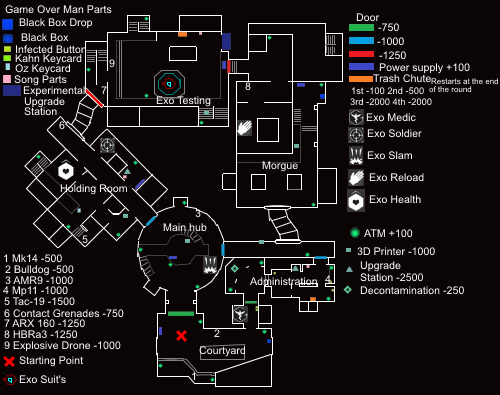 Game Over Man Parts
Black Box Drop
Black Box
Infected Buttor
Kahn Keycard
Oz Keycard
Song Parts
Experimental
Upgrade
Station
Door
-750
-1000
-1250
Power supply +100
Trash Chute
Restarts at the end
of the round
1st -100 2nd -500
3rd -2000 4th -2000
Exo Medic
Exo Soldier
Exo Slam
Exo Reload
Exo Health
ATM +100
3D Printer -1000
Upgrade
Station -2500
Decontamination -250
9
7
8
Exo Testing
6
Morgue
Holding Room
5
3
Main hub
Administration
4
2
Courtyard
1
1 Mk14 -500
2 Bulldog -500
3 AMR9 -1000
4 Mp11 -1000
5 Tac-19 -1500
6 Contact Grenades -750
7 ARX 160 -1250
8 HBRa3 -1250
9 Explosive Drone -1000
Starting Point
Exo Suit's